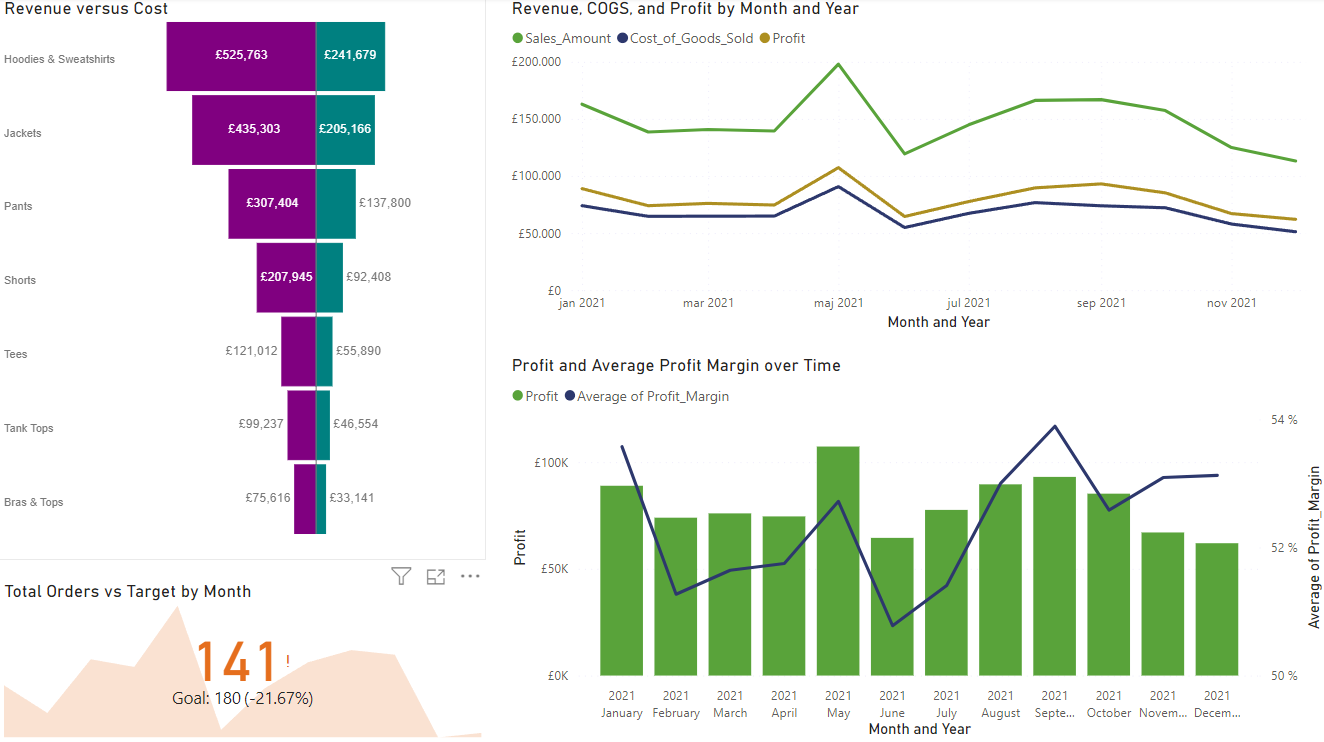 Revenue versus Cost
Hoodies & Sweatshirts £525,763 £241,679
Jackets £435,303 £205,166
Pants £307,404 £137,800
Shorts £207,945 £92,408
Tees £121,012 £55,890
Tank Tops £99,237 £46,554
Bras & Tops £75,616 £33,141
Total Orders vs Target by Month
141 !
Goal: 180 (-21.67%)
Revenue, COGS, and Profit by Month and Year
Sales_Amount Cost_of_Goods_Sold Profit
£200.000
£150.000
£100.000
£50.000
£0
jan 2021 mar 2021 maj 2021 jul 2021 sep 2021 nov 2021
Month and Year
Profit and Average Profit Margin over Time
Profit Average of Profit_Margin
54 %
£100K
52 %
£50K
£0K 50 %
Profit
Average of Profit_Margin
2021 2021 2021 2021 2021 2021 2021 2021 2021 2021 2021 2021
January February March April May June July August Septe... October Novem... Decem...
Month and Year